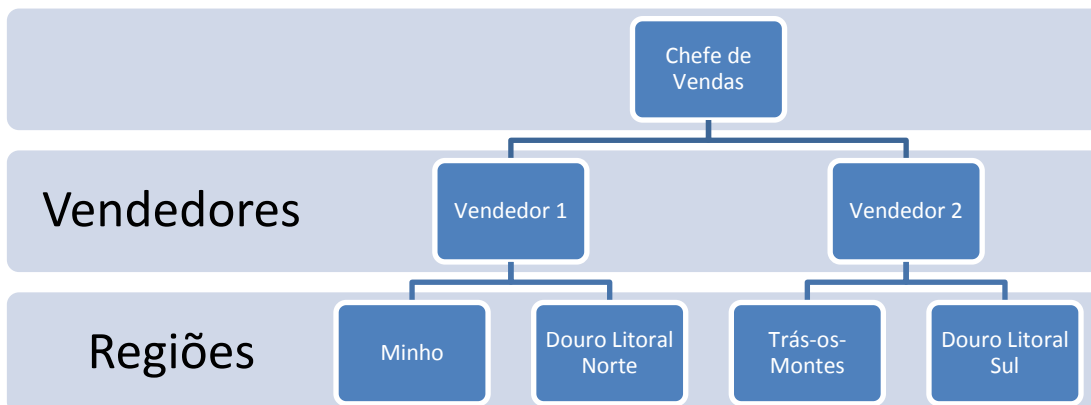 Chefe de
Vendas
Vendedores
Vendedor 1
Vendedor 2
Regiões
Minho
Douro Litoral
Norte
Trás-os-
Montes
Douro Litoral
Sul